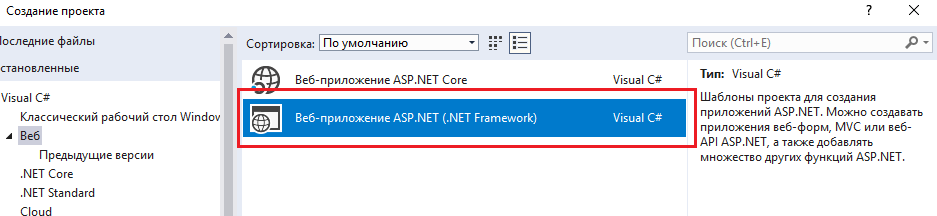 Создание проекта
Последние файлы
становленные
Visual C#
Классический рабочий стол Window
Веб
Предыдущие версии
.NET Core
.NET Standard
Cloud
Сортировка: По умолчанию
Веб-приложение ASP.NET Core Visual C#
Веб-приложение ASP.NET (.NET Framework) Visual C#
Поиск (Ctrl+E)
Тип: Visual C#
Шаблоны проекта для создания
приложений ASP.NET. Можно создавать
приложения веб-форм, MVC или веб-
API ASP.NET, а также добавлять
множество других функций ASP.NET.